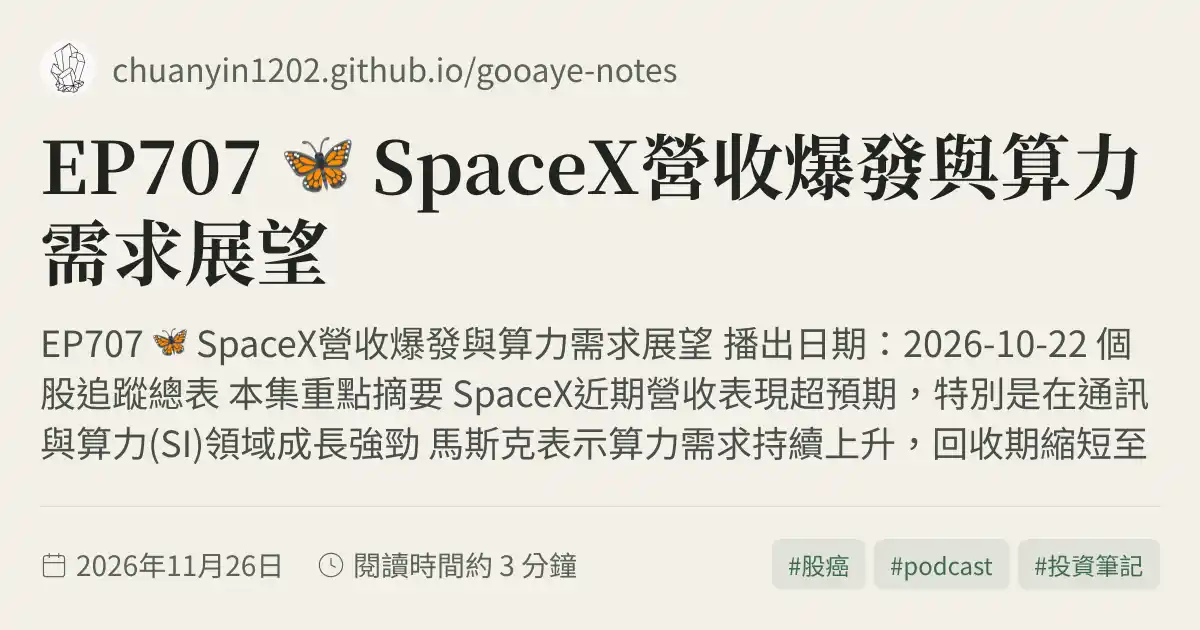 chuanyin1202.github.io/gooaye-notes
EP707 🦋 SpaceX營收爆發與算力
需求展望
EP707 🦋 SpaceX營收爆發與算力需求展望 播出日期：2026-10-22 個
股追蹤總表 本集重點摘要 SpaceX近期營收表現超預期，特別是在通訊
與算力(SI)領域成長強勁 馬斯克表示算力需求持續上升，回收期縮短至
2026年11月26日 閱讀時間約 3 分鐘 #股癌 #podcast #投資筆記